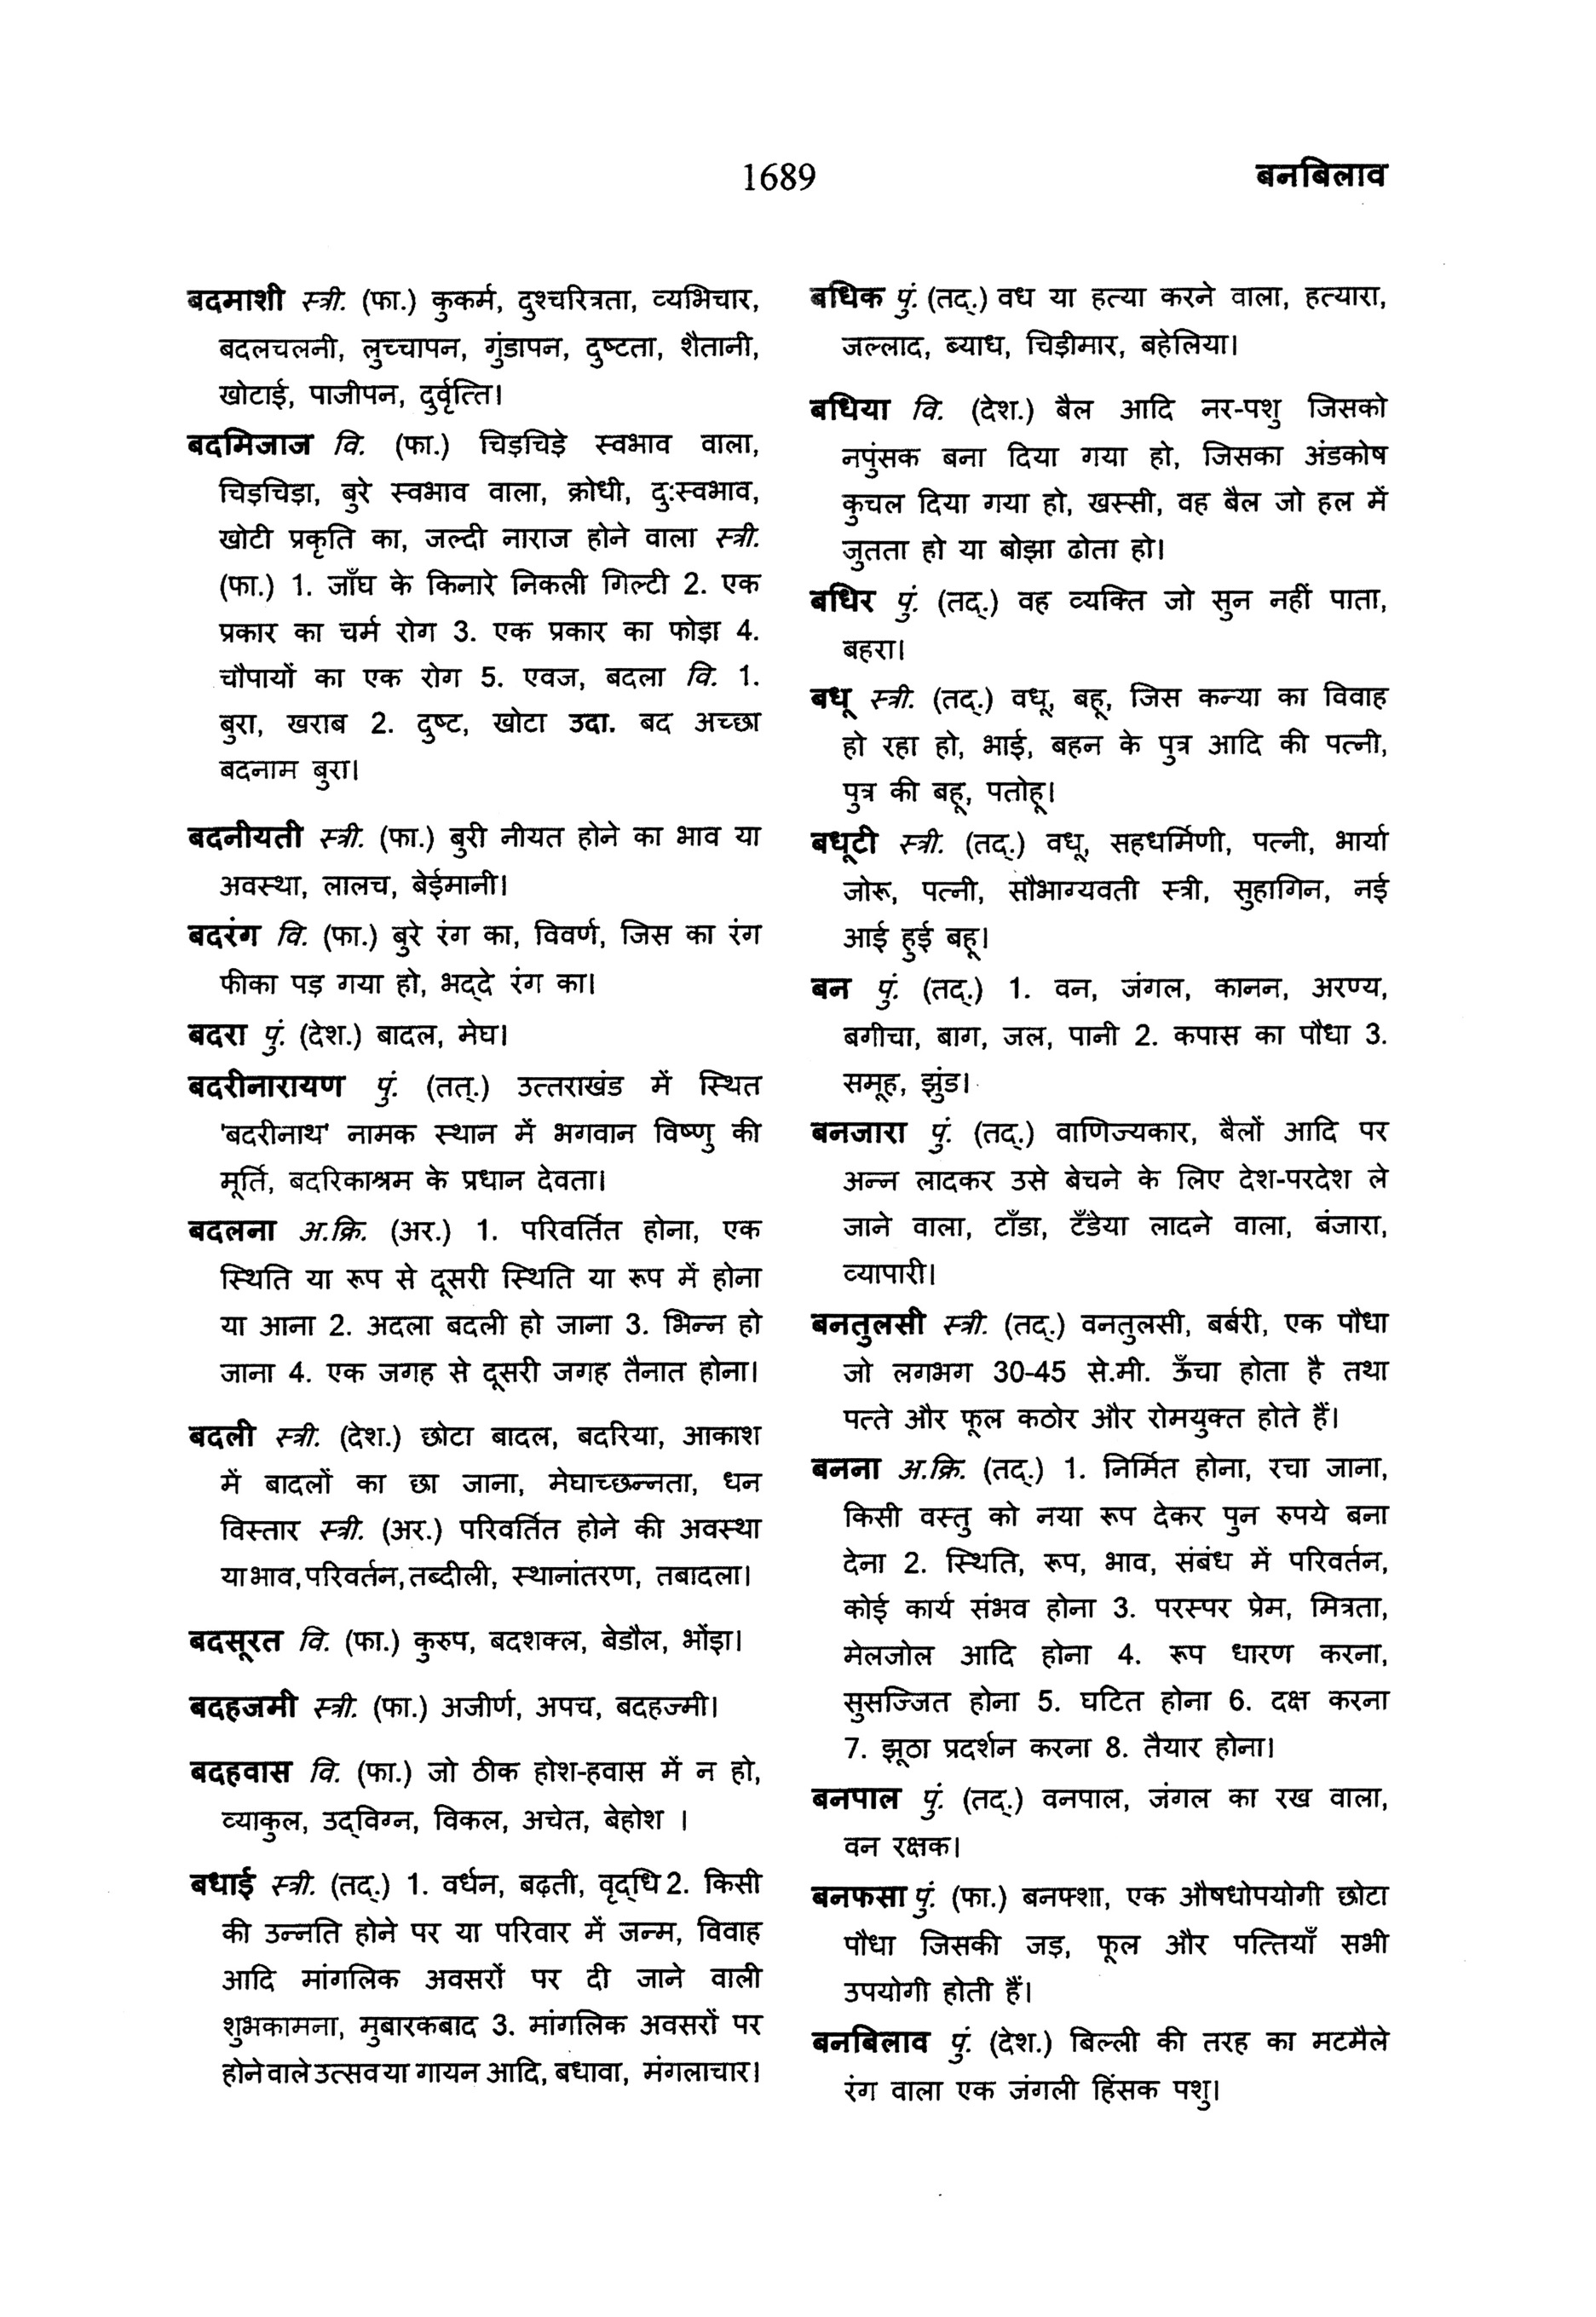 1689
बनबिलाव
बदमाशी स्त्री. (फा.) कुकर्म, दुश्चरित्रता, व्यभिचार,
बदलचलनी, लुच्चापन, गुंडापन, दुष्टता, शैतानी,
खोटाई, पाजीपन, दुर्वृत्ति।
बदमिजाज वि. (फा.) चिड़चिड़े स्वभाव वाला,
चिड़चिड़ा, बुरे स्वभाव वाला, क्रोधी, दु:स्वभाव,
खोटी प्रकृति का, जल्दी नाराज होने वाला स्त्री.
(फा.) 1. जाँघ के किनारे निकली गिल्टी 2. एक
प्रकार का चर्म रोग 3. एक प्रकार का फोड़ा 4.
चौपायों का एक रोग 5. एवज, बदला वि. 1.
बुरा, खराब 2. दुष्ट, खोटा उदा. बद अच्छा
बदनाम बुरा।
बदनीयती स्त्री. (फा.) बुरी नीयत होने का भाव या
अवस्था, लालच, बेईमानी।
बदरंग वि. (फा.) बुरे रंग का, विवर्ण, जिस का रंग
फीका पड़ गया हो, भद्दे रंग का।
बदरा पुं. (देश.) बादल, मेघ।
बदरीनारायण पुं. (तत्.) उत्तराखंड में स्थित
'बदरीनाथ' नामक स्थान में भगवान विष्णु की
मूर्ति, बदरिकाश्रम के प्रधान देवता।
बदलना अ.क्रि. (अर.) 1. परिवर्तित होना, एक
स्थिति या रूप से दूसरी स्थिति या रूप में होना
या आना 2. अदला बदली हो जाना 3. भिन्न हो
जाना 4. एक जगह से दूसरी जगह तैनात होना।
बदली स्त्री. (देश.) छोटा बादल, बदरिया, आकाश
में बादलों का छा जाना, मेघाच्छन्नता, धन
विस्तार स्त्री. (अर.) परिवर्तित होने की अवस्था
या भाव, परिवर्तन, तब्दीली, स्थानांतरण, तबादला।
बदसूरत वि. (फा.) कुरुप, बदशक्ल, बेडौल, भोंड़ा।
बदहजमी स्त्री. (फा.) अजीर्ण, अपच, बदहज्मी।
बदहवास वि. (फा.) जो ठीक होश-हवास में न हो,
व्याकुल, उद्‌विग्न, विकल, अचेत, बेहोश ।
बधाई स्त्री. (तद्.) 1. वर्धन, बढ़ती, वृद्‌धि 2. किसी
की उन्नति होने पर या परिवार में जन्म, विवाह
आदि मांगलिक अवसरों पर दी जाने वाली
शुभकामना, मुबारकबाद 3. मांगलिक अवसरों पर
होने वाले उत्सव या गायन आदि, बधावा, मंगलाचार।
बधिक पुं. (तद्.) वध या हत्या करने वाला, हत्यारा,
जल्लाद, ब्याध, चिड़ीमार, बहेलिया।
बधिया वि. (देश.) बैल आदि नर-पशु जिसको
नपुंसक बना दिया गया हो, जिसका अंडकोष
कुचल दिया गया हो, खस्सी, वह बैल जो हल में
जुतता हो या बोझा ढोता हो।
बधिर पुं. (तद्.) वह व्यक्ति जो सुन नहीं पाता,
बहरा।
बधू स्त्री. (तद्.) वधू, बहू, जिस कन्या का विवाह
हो रहा हो, भाई, बहन के पुत्र आदि की पत्नी,
पुत्र की बहू, पतोहू।
बधूटी स्त्री. (तद्.) वधू, सहधर्मिणी, पत्नी, भार्या
जोरू, पत्नी, सौभाग्यवती स्त्री, सुहागिन, नई
आई हुई बहू।
बन पुं. (तद्.) 1. वन, जंगल, कानन, अरण्य,
बगीचा, बाग, जल, पानी 2. कपास का पौधा 3.
समूह, झुंड।
बनजारा पुं. (तद्.) वाणिज्यकार, बैलों आदि पर
अन्न लादकर उसे बेचने के लिए देश-परदेश ले
जाने वाला, टाँडा, टँडेया लादने वाला, बंजारा,
व्यापारी।
बनतुलसी स्त्री. (तद्.) वनतुलसी, बर्बरी, एक पौधा
जो लगभग 30-45 से.मी. ऊँचा होता है तथा
पत्ते और फूल कठोर और रोमयुक्त होते हैं।
बनना अ.क्रि. (तद्.) 1. निर्मित होना, रचा जाना,
किसी वस्तु को नया रूप देकर पुन रुपये बना
देना 2. स्थिति, रूप, भाव, संबंध में परिवर्तन,
कोई कार्य संभव होना 3. परस्पर प्रेम, मित्रता,
मेलजोल आदि होना 4. रूप धारण करना,
सुसज्जित होना 5. घटित होना 6. दक्ष करना
7. झूठा प्रदर्शन करना 8. तैयार होना।
बनपाल पुं. (तद्.) वनपाल, जंगल का रख वाला,
वन रक्षक।
बनफसा पुं. (फा.) बनफ्शा, एक औषधोपयोगी छोटा
पौधा जिसकी जड़, फूल और पत्तियाँ सभी
उपयोगी होती हैं।
बनबिलाव पुं. (देश.) बिल्ली की तरह का मटमैले
रंग वाला एक जंगली हिंसक पशु।